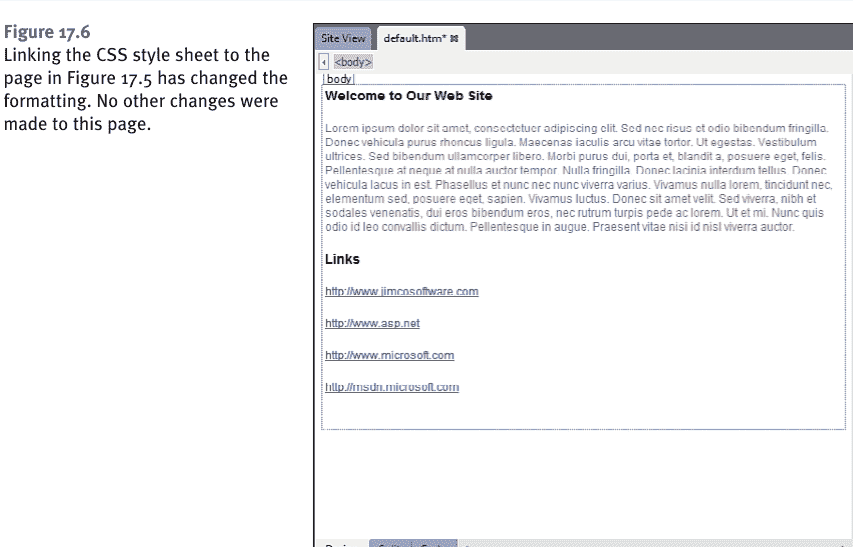 Figure 17.6
Linking the CSS style sheet to the
page in Figure 17.5 has changed the
formatting. No other changes were
made to this page.
Site View default.htm*
<body>
body
Welcome to Our Web Site
Lorem ipsum dolor sit amet, consectetuer adipiscing elit. Sed nec risus et odio bibendum fringilla.
Donec vehicula purus rhoncus ligula. Maecenas iaculis arcu vitae tortor. Ut egestas. Vestibulum
ultrices. Sed bibendum ullamcorper libero. Morbi purus dui, porta et, blandit a, posuere eget, felis.
Pellentesque at neque at nulla auctor tempor. Nulla fringilla. Donec lacinia interdum tellus. Donec
vehicula lacus in est. Phasellus et nunc nec nunc viverra varius. Vivamus nulla lorem, tincidunt nec,
elementum sed, posuere eget, sapien. Vivamus luctus. Donec sit amet velit. Sed viverra, nibh et
sodales venenatis, dui eros bibendum eros, nec rutrum turpis pede ac lorem. Ut et mi. Nunc quis
odio id leo convallis dictum. Pellentesque in augue. Praesent vitae nisi id nisl viverra auctor.
Links
http://www.jimcosoftware.com
http://www.asp.net
http://www.microsoft.com
http://msdn.microsoft.com